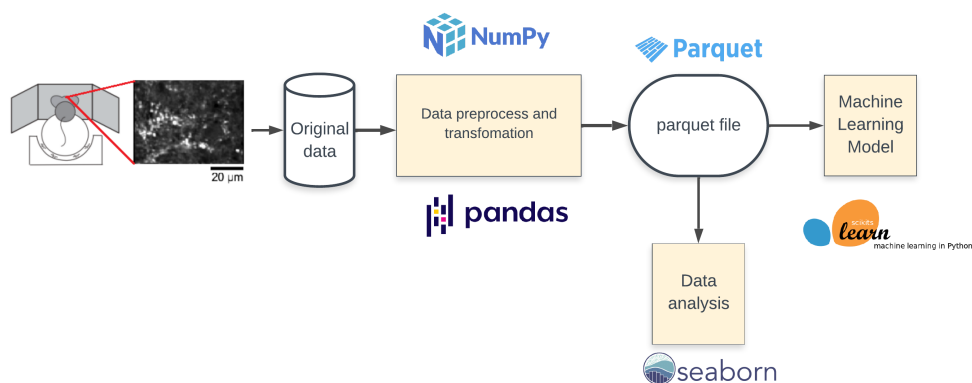 NumPy
Parquet
Original
data
Data preprocess and
transfomation
parquet file
Machine
Learning
Model
20 µm
pandas
scikits
learn
machine learning in Python
Data
analysis
seaborn